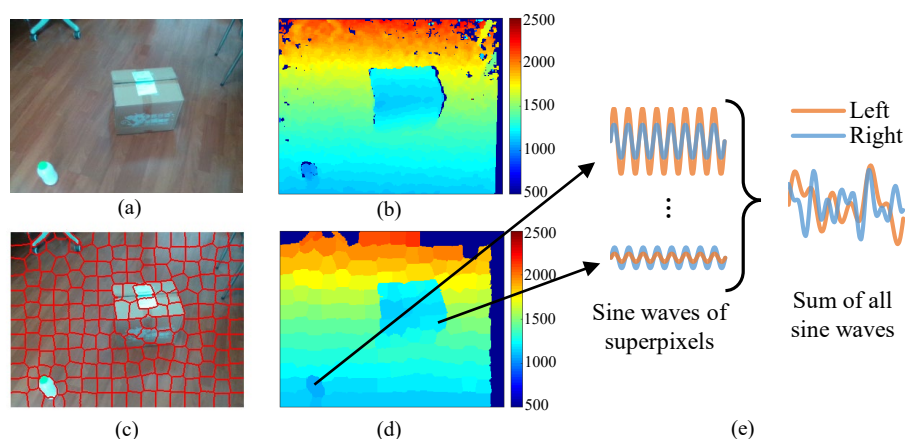 2500
2000
1500
1000
500
(a)
(b)
2500
2000
1500
1000
500
(c)
(d)
Left
Right
...
Sine waves of
superpixels
Sum of all
sine waves
(e)